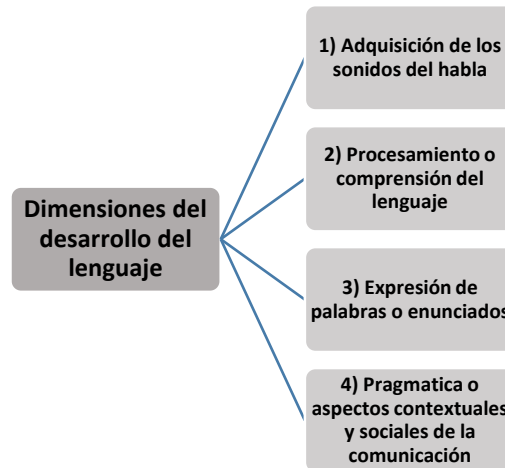 1) Adquisición de los
sonidos del habla
2) Procesamiento o
comprensión del
lenguaje
Dimensiones del
desarrollo del
lenguaje
3) Expresión de
palabras o enunciados
4) Pragmatica o
aspectos contextuales
y sociales de la
comunicación